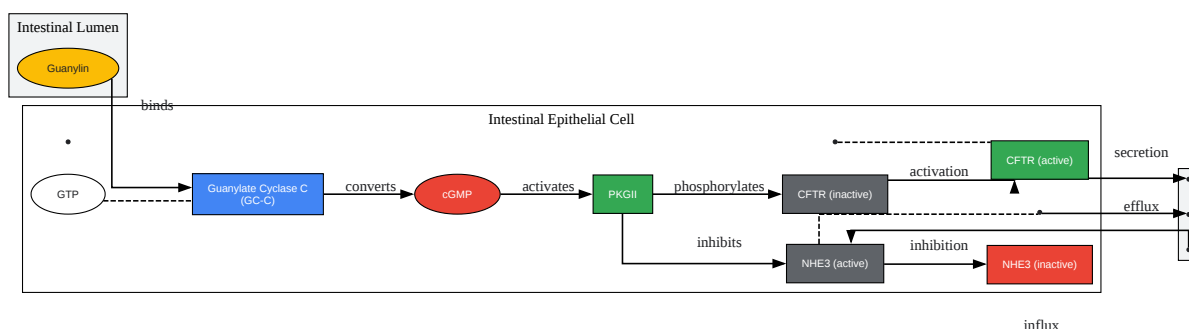 Intestinal Lumen
Guanylin
binds
Intestinal Epithelial Cell
GTP
Guanylate Cyclase C
(GC-C)
converts
cGMP
activates
PKGII
phosphorylates
CFTR (inactive)
activation
CFTR (active)
secretion
efflux
inhibits
NHE3 (active)
inhibition
NHE3 (inactive)
influx